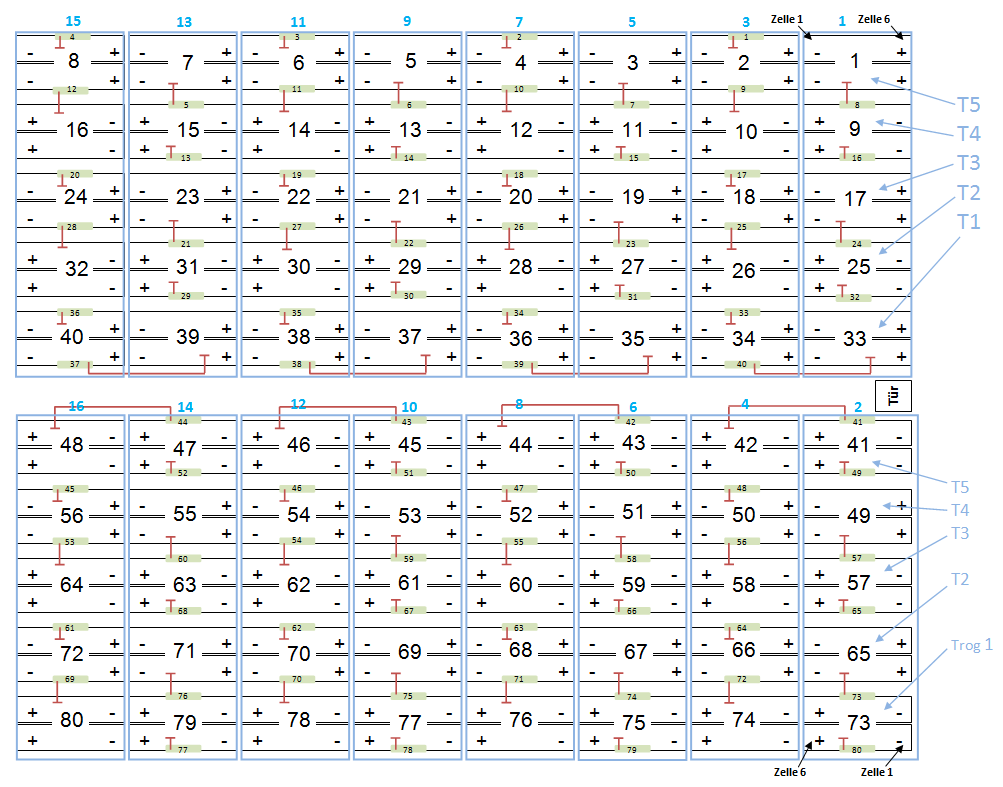 15 13 11 9 7 5 3 Zelle 1 1 Zelle 6
4 3 2 1
- + - + - + - + - + - + - + - +
8 7 6 5 4 3 2 1
- + - + - + - + - + - + - + - +
12 11 10 9
5 6 7 8 T5
+ - + - + - + - + - + - + - + -
16 15 14 13 12 11 10 9 T4
+ - + - + - + - + - + - + - + -
13 14 15 16 T3
20 19 18 17
- + - + - + - + - + - + - + - + T2
24 23 22 21 20 19 18 17
- + - + - + - + - + - + - + - + T1
28 27 26 25
21 22 23 24
+ - + - + - + - + - + - + - + -
32 31 30 29 28 27 26 25
+ - + - + - + - + - + - + - + -
29 30 31 32
36 35 34 33
- + - + - + - + - + - + - + - +
40 39 38 37 36 35 34 33
- + - + - + - + - + - + - + - +
37 38 39 40
Tür
16 14 12 10 8 6 4 2
44 43 42 41
+ - + - + - + - + - + - + - + -
48 47 46 45 44 43 42 41
+ - + - + - + - + - + - + - + -
52 51 50 49
45 46 47 48 T5
- + - + - + - + - + - + - + - + T4
56 55 54 53 52 51 50 49
- + - + - + - + - + - + - + - + T3
53 54 55 56
60 59 58 57
+ - + - + - + - + - + - + - + - T2
64 63 62 61 60 59 58 57
+ - + - + - + - + - + - + - + -
68 67 66 65
61 62 63 64
- + - + - + - + - + - + - + - + Trog 1
72 71 70 69 68 67 66 65
- + - + - + - + - + - + - + - +
69 70 71 72
76 75 74 73
+ - + - + - + - + - + - + - + -
80 79 78 77 76 75 74 73
+ - + - + - + - + - + - + - + -
77 78 79 80
Zelle 6 Zelle 1